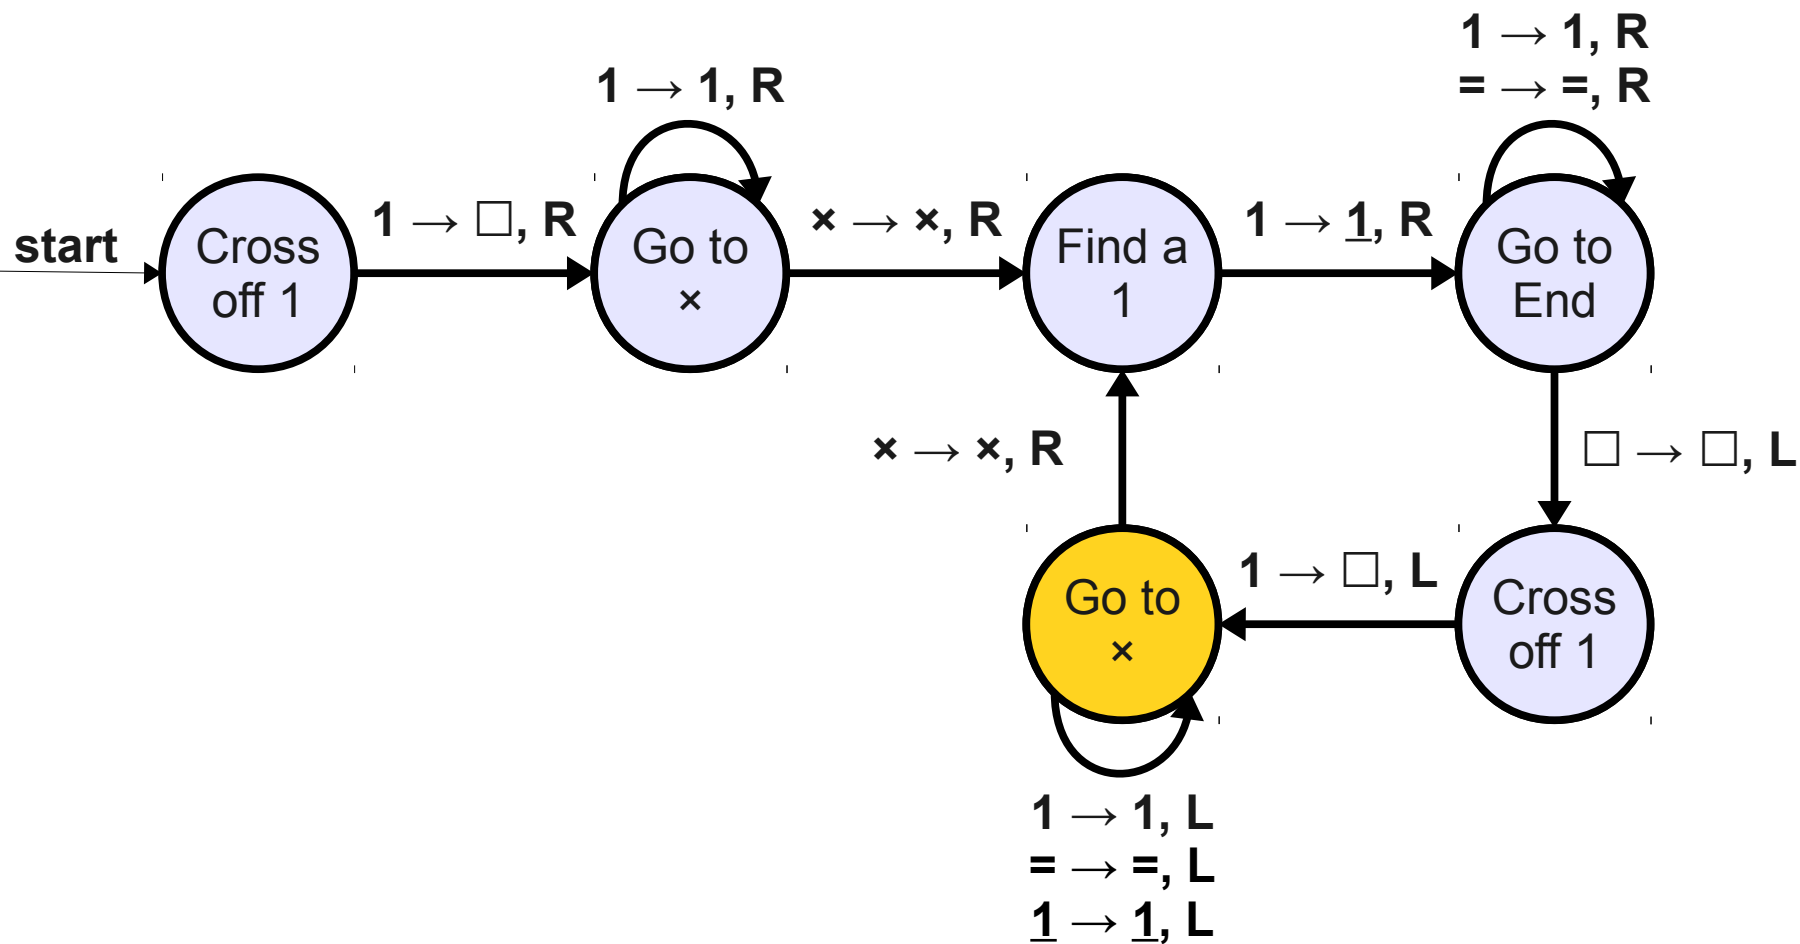 1 → 1, R
= → =, R
1 → 1, R
start
Cross
off 1
1 → □, R
Go to
×
× → ×, R
Find a
1
1 → 1̲, R
Go to
End
× → ×, R
□ → □, L
Go to
×
1 → □, L
Cross
off 1
1 → 1, L
= → =, L
1̲ → 1̲, L